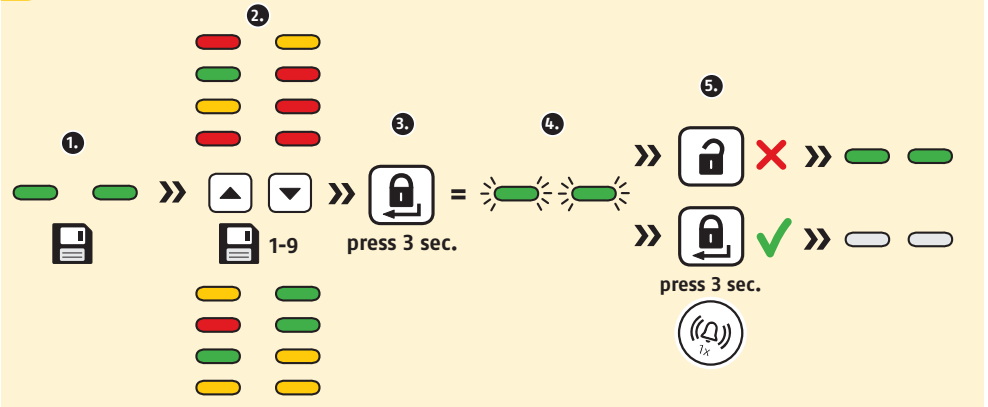 1.
2.
3.
4.
5.
1-9
press 3 sec.
=
press 3 sec.
1x